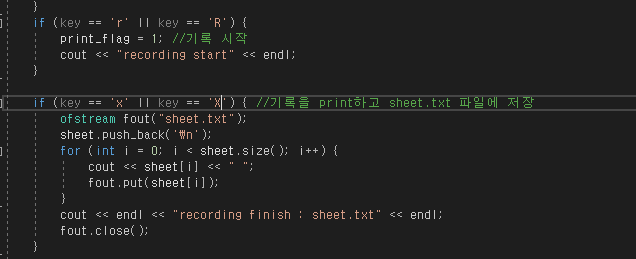 }
if (key == 'r' || key == 'R') {
print_flag = 1; //기록 시작
cout << "recording start" << endl;
}
if (key == 'x' || key == 'X') { //기록을 print하고 sheet.txt 파일에 저장
ofstream fout("sheet.txt");
sheet.push_back('₩n');
for (int i = 0; i < sheet.size(); i++) {
cout << sheet[i] << " ";
fout.put(sheet[i]);
}
cout << endl << "recording finish : sheet.txt" << endl;
fout.close();
}